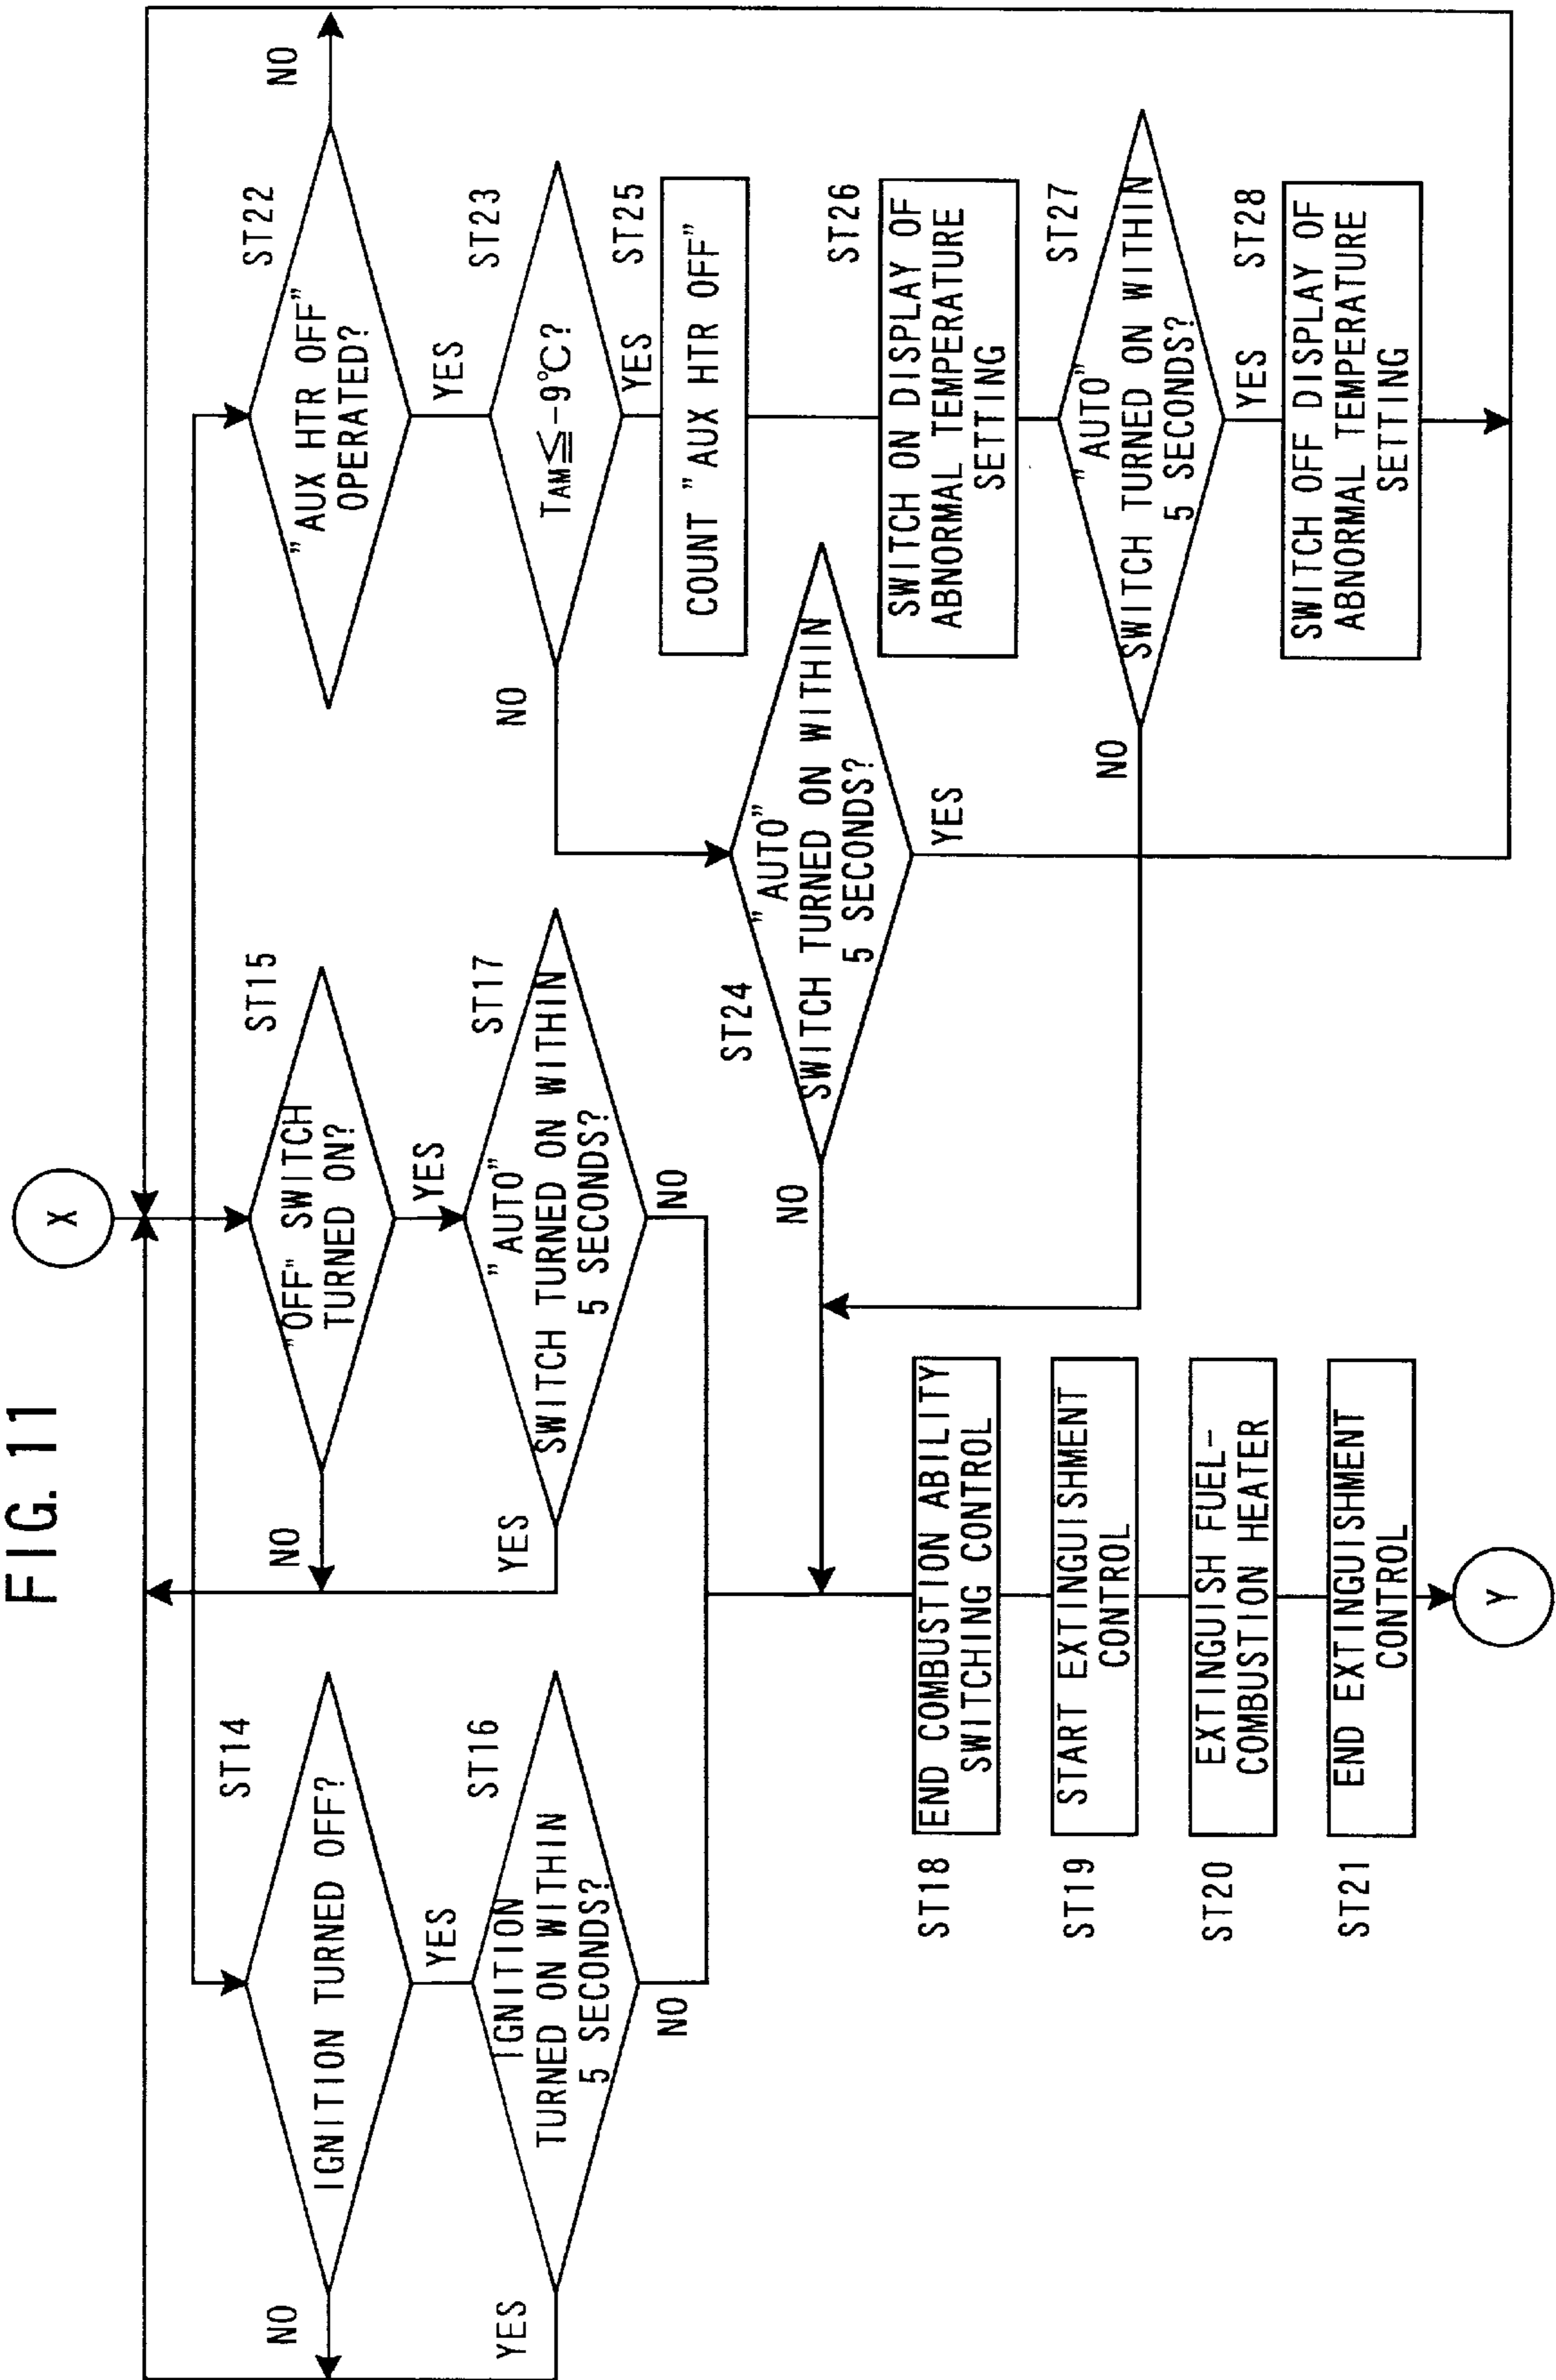 FIG. 11
X
ST14
IGNITION TURNED OFF?
NO
YES
ST16
IGNITION
TURNED ON WITHIN
5 SECONDS?
YES
NO
ST15
"OFF" SWITCH
TURNED ON?
NO
YES
ST17
"AUTO"
SWITCH TURNED ON WITHIN
5 SECONDS?
YES
NO
ST22
"AUX HTR OFF"
OPERATED?
NO
YES
ST23
TAM≦-9℃?
NO
YES
ST24
"AUTO"
SWITCH TURNED ON WITHIN
5 SECONDS?
NO
YES
ST25
COUNT "AUX HTR OFF"
ST26
SWITCH ON DISPLAY OF
ABNORMAL TEMPERATURE
SETTING
ST27
"AUTO"
SWITCH TURNED ON WITHIN
5 SECONDS?
NO
YES
ST28
SWITCH OFF DISPLAY OF
ABNORMAL TEMPERATURE
SETTING
ST18
END COMBUSTION ABILITY
SWITCHING CONTROL
ST19
START EXTINGUISHMENT
CONTROL
ST20
EXTINGUISH FUEL-
COMBUSTION HEATER
ST21
END EXTINGUISHMENT
CONTROL
Y